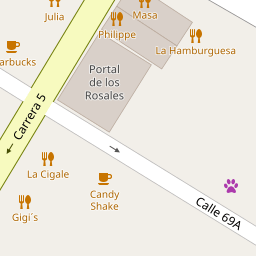 Julia
Masa
Philippe
La Hamburguesa
arbucks
Portal
de los
Rosales
Carrera 5
La Cigale
Candy
Shake
Gigi´s
Calle 69A